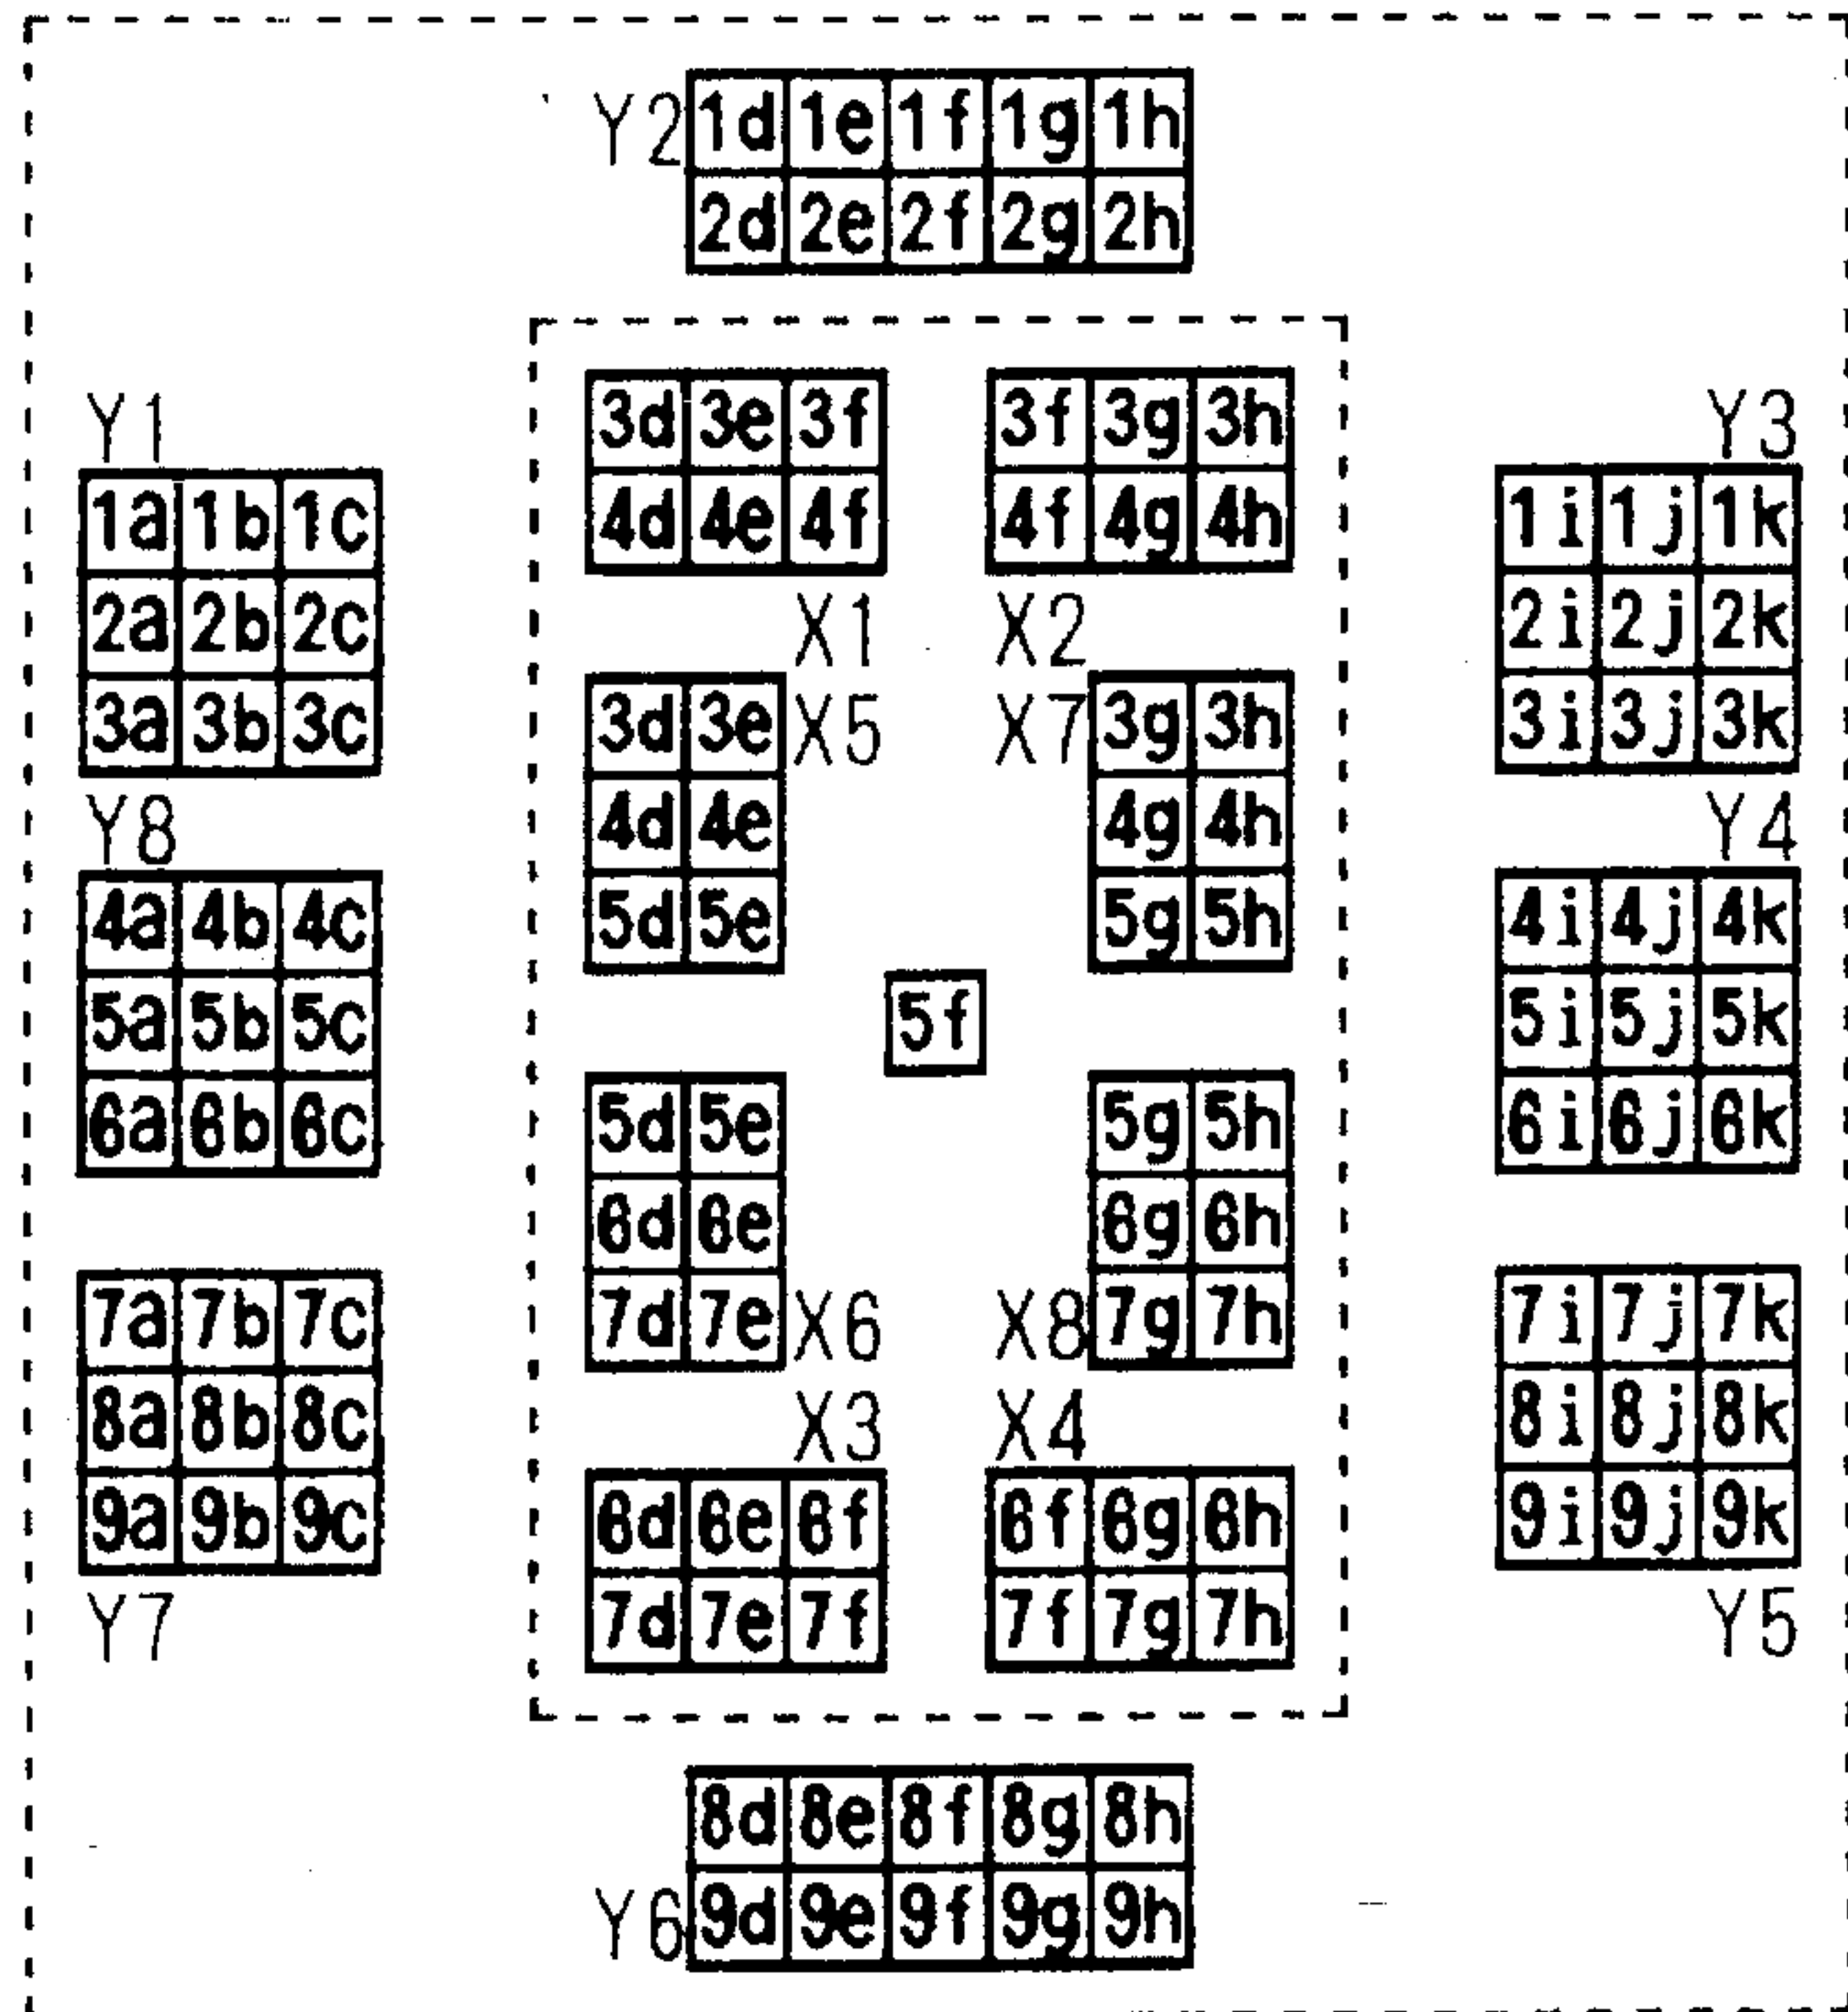 Y2 1d 1e 1f 1g 1h
2d 2e 2f 2g 2h
Y1
1a 1b 1c
2a 2b 2c
3a 3b 3c
Y8
4a 4b 4c
5a 5b 5c
6a 6b 6c
7a 7b 7c
8a 8b 8c
9a 9b 9c
Y7
3d 3e 3f
4d 4e 4f
X1
3f 3g 3h
4f 4g 4h
X2
3d 3e X5
4d 4e
5d 5e
X7 3g 3h
4g 4h
5g 5h
5f
5d 5e
6d 6e
7d 7e X6
5g 5h
6g 6h
X8 7g 7h
X3
6d 6e 6f
7d 7e 7f
X4
6f 6g 6h
7f 7g 7h
Y3
1i 1j 1k
2i 2j 2k
3i 3j 3k
Y4
4i 4j 4k
5i 5j 5k
6i 6j 6k
7i 7j 7k
8i 8j 8k
9i 9j 9k
Y5
8d 8e 8f 8g 8h
Y6 9d 9e 9f 9g 9h